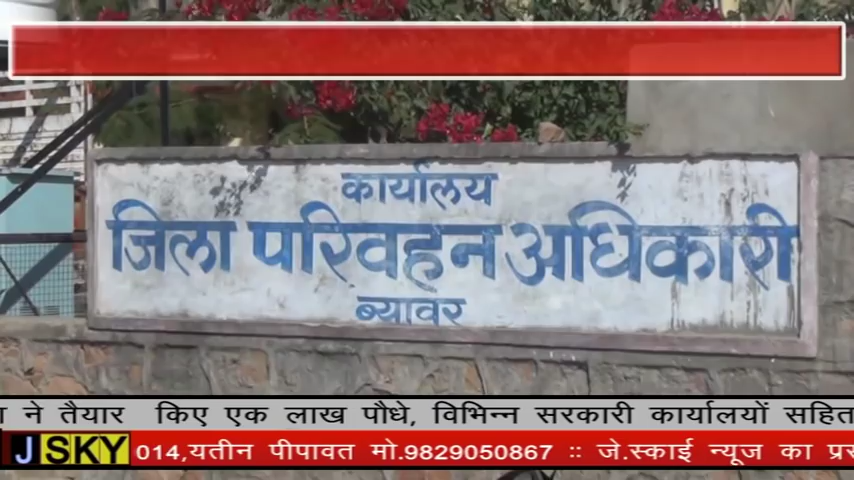 कार्यालय
जिला परिवहन अधिकारी
ब्यावर
ने तैयार किए एक लाख पौधे, विभिन्न सरकारी कार्यालयों सहित
J SKY 014,यतीन पीपावत मो.9829050867 :: जे.स्काई न्यूज का